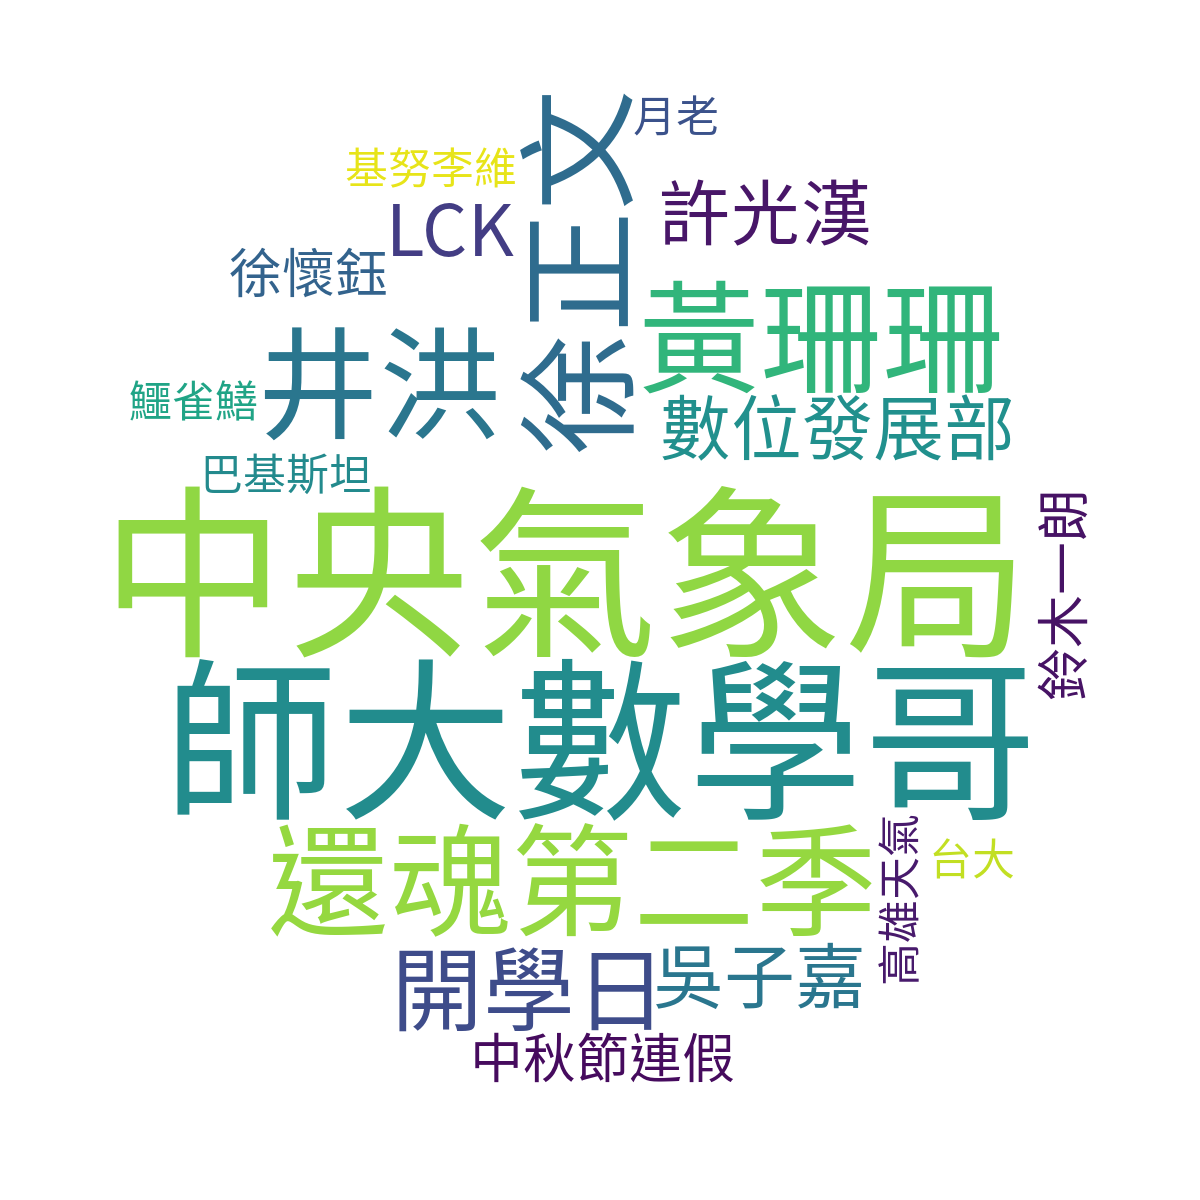 月老
基努李維
LCK
許光漢
徐正文
徐懷鈺
黃珊珊
井洪
鱷雀鱔
數位發展部
巴基斯坦
中央氣象局
鈴木一朗
師大數學哥
還魂第二季
高雄天氣
台大
開學日
吳子嘉
中秋節連假